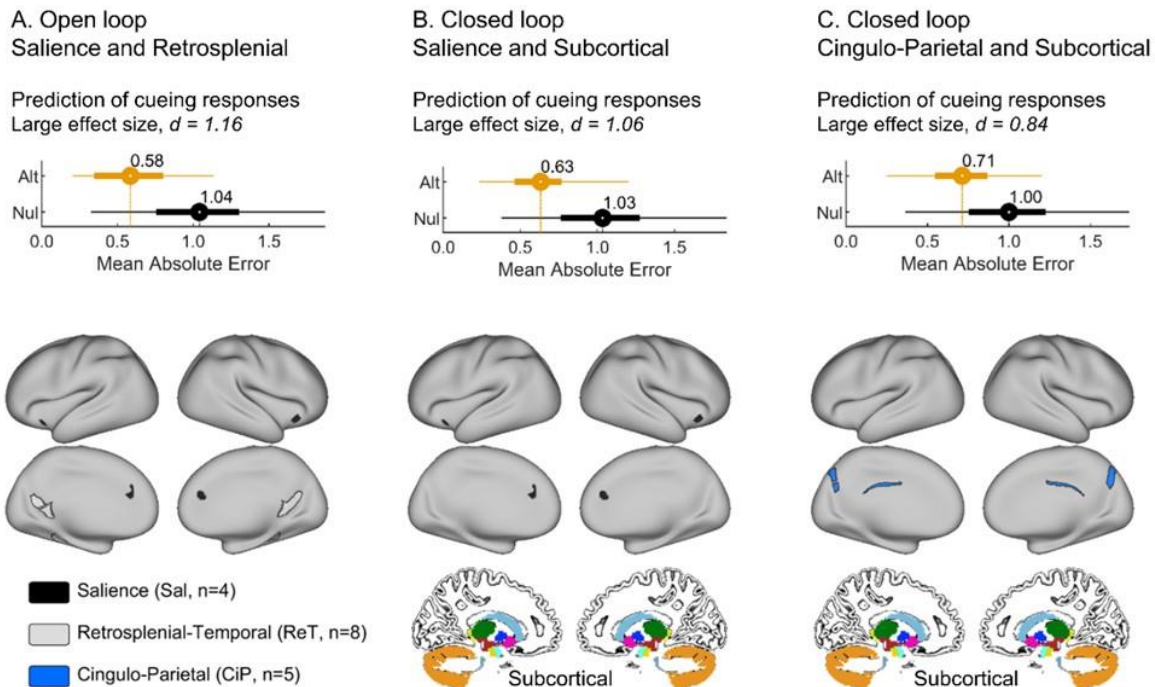 A. Open loop
Salience and Retrosplenial
Prediction of cueing responses
Large effect size, d = 1.16
0.58
Alt
1.04
Nul
0.0 0.5 1.0 1.5
Mean Absolute Error
B. Closed loop
Salience and Subcortical
Prediction of cueing responses
Large effect size, d = 1.06
0.63
Alt
1.03
Nul
0.0 0.5 1.0 1.5
Mean Absolute Error
C. Closed loop
Cingulo-Parietal and Subcortical
Prediction of cueing responses
Large effect size, d = 0.84
0.71
Alt
1.00
Nul
0.0 0.5 1.0 1.5
Mean Absolute Error
Salience (Sal, n=4)
Retrosplenial-Temporal (ReT, n=8)
Cingulo-Parietal (CiP, n=5)
Subcortical
Subcortical